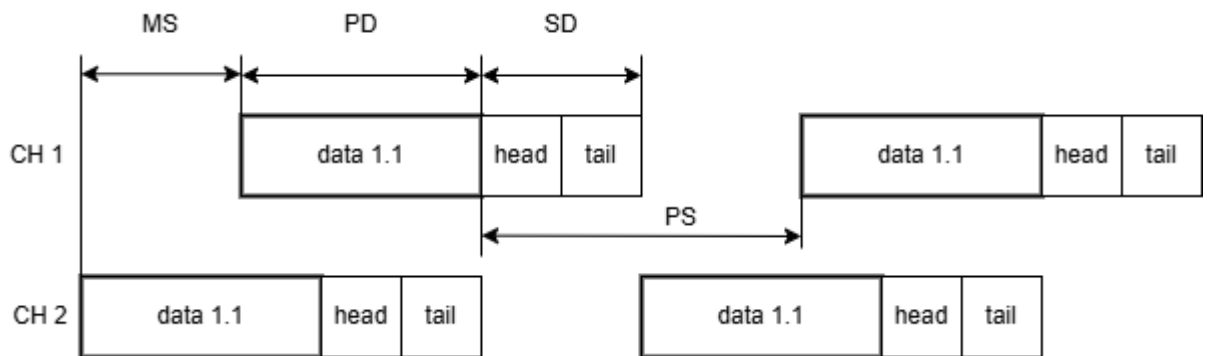 MS PD SD
CH 1 data 1.1 head tail data 1.1 head tail
PS
CH 2 data 1.1 head tail data 1.1 head tail